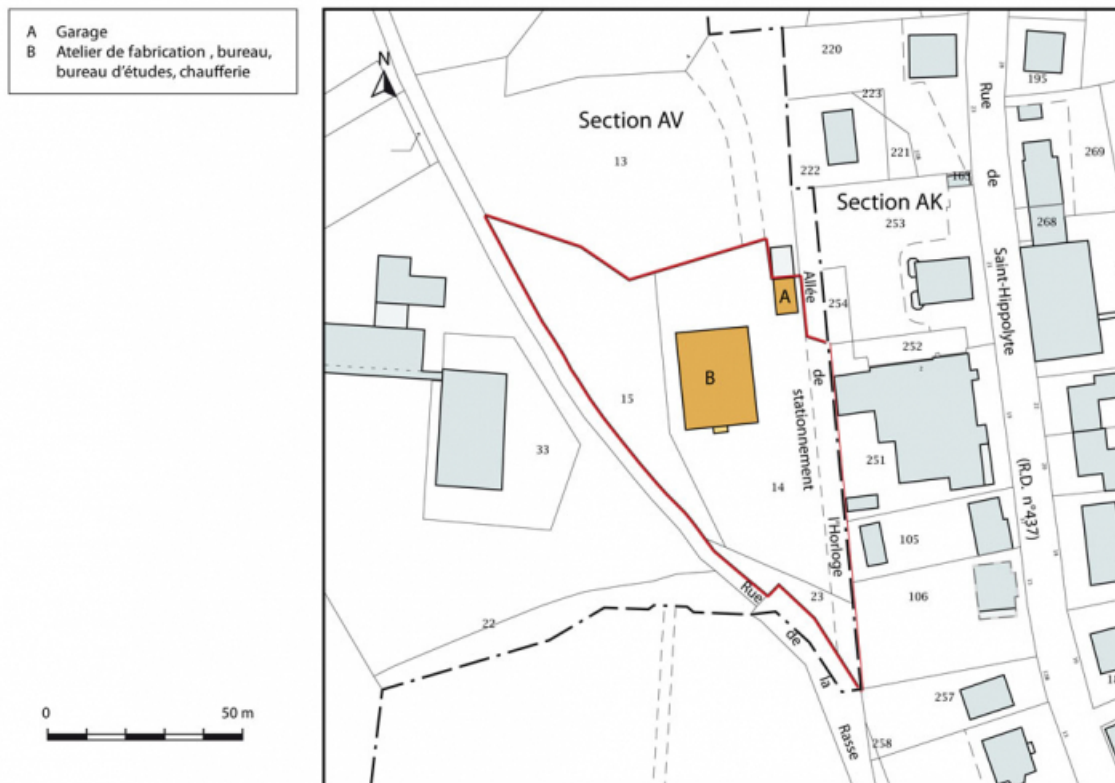 A Garage
B Atelier de fabrication , bureau,
bureau d'études, chaufferie
N
0 50 m
Section AV
13
Section AK
220
223
221
222
253
254
252
251
195
269
268
165
A
B
15
14
33
22
23
105
106
257
258
Allée
de
stationnement
l'Horloge
Rue
de
Saint-Hippolyte
(R.D. n°437)
Rue
de
la
Rasse